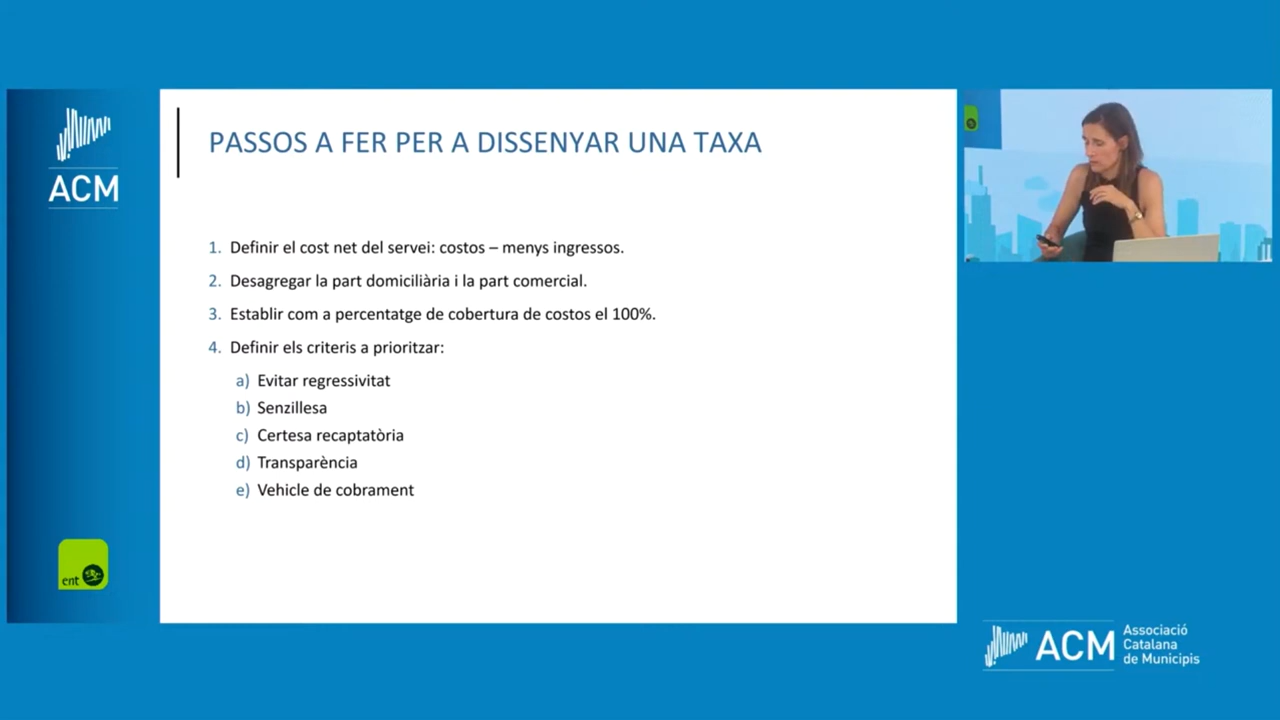 ACM
PASSOS A FER PER A DISSENYAR UNA TAXA
1. Definir el cost net del servei: costos – menys ingressos.
2. Desagregar la part domiciliària i la part comercial.
3. Establir com a percentatge de cobertura de costos el 100%.
4. Definir els criteris a prioritzar:
a) Evitar regressivitat
b) Senzillesa
c) Certesa recaptatòria
d) Transparència
e) Vehicle de cobrament
ent
ACM
Associació
Catalana
de Municipis